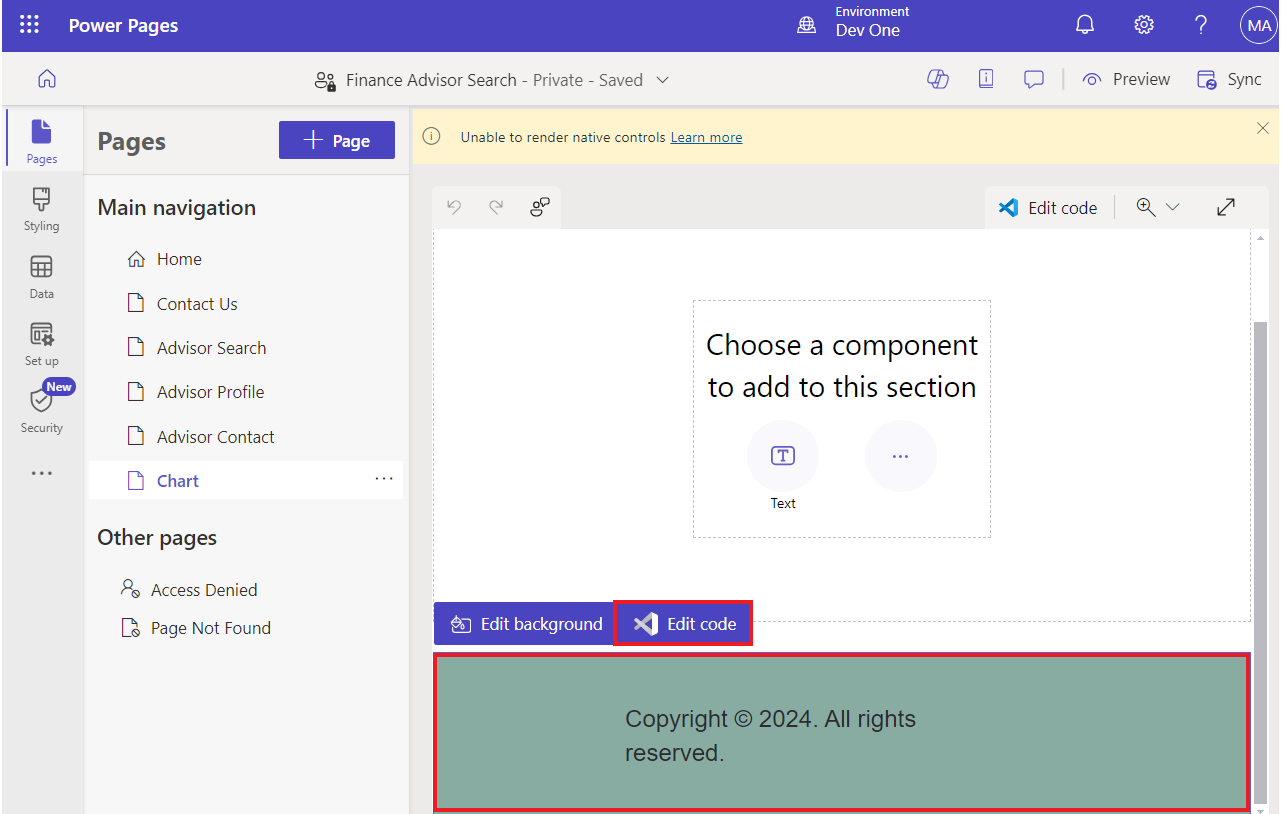 Power Pages
Environment
Dev One
MA
Finance Advisor Search - Private - Saved
Preview
Sync
Pages
Styling
Data
Set up
New
Security
Pages
Page
Main navigation
Home
Contact Us
Advisor Search
Advisor Profile
Advisor Contact
Chart
Other pages
Access Denied
Page Not Found
Unable to render native controls Learn more
Edit code
Choose a component
to add to this section
Text
Edit background
Edit code
Copyright © 2024. All rights
reserved.